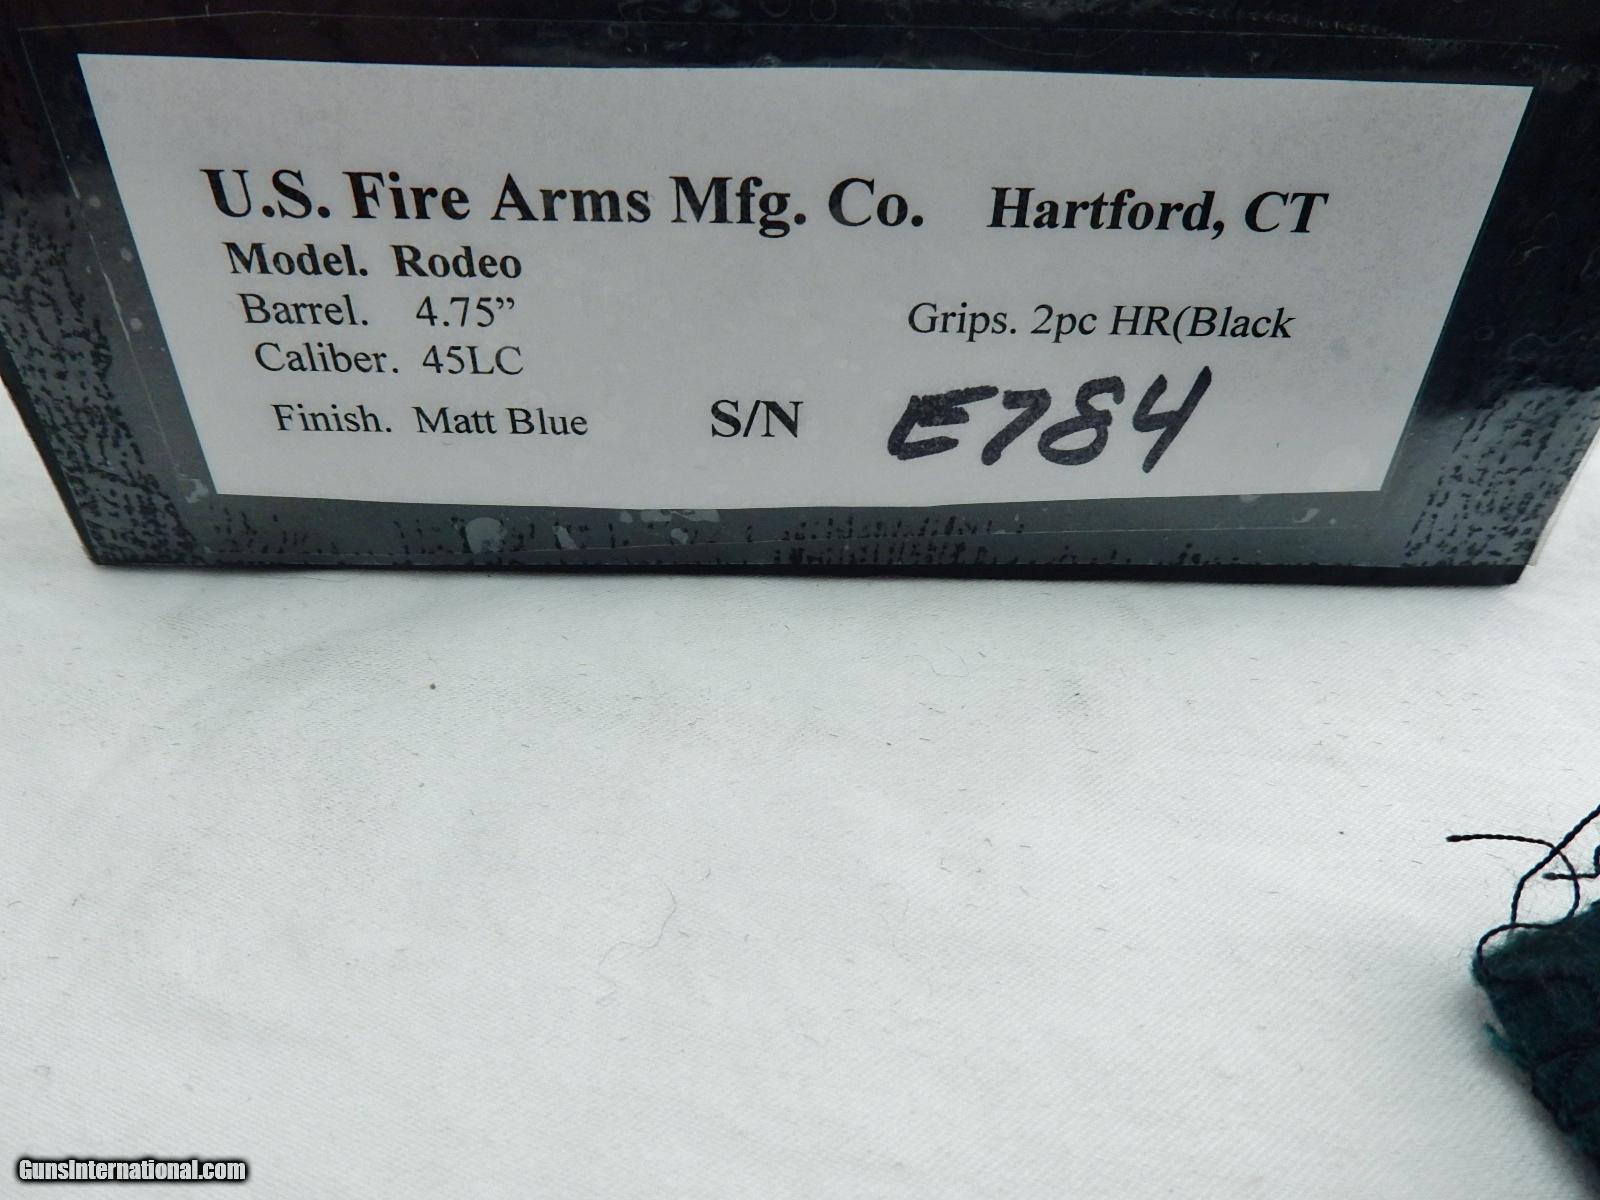 U.S. Fire Arms Mfg. Co. Hartford, CT
Model. Rodeo
Barrel. 4.75” Grips. 2pc HR(Black
Caliber. 45LC
Finish. Matt Blue S/N E784
GunsInternational.com